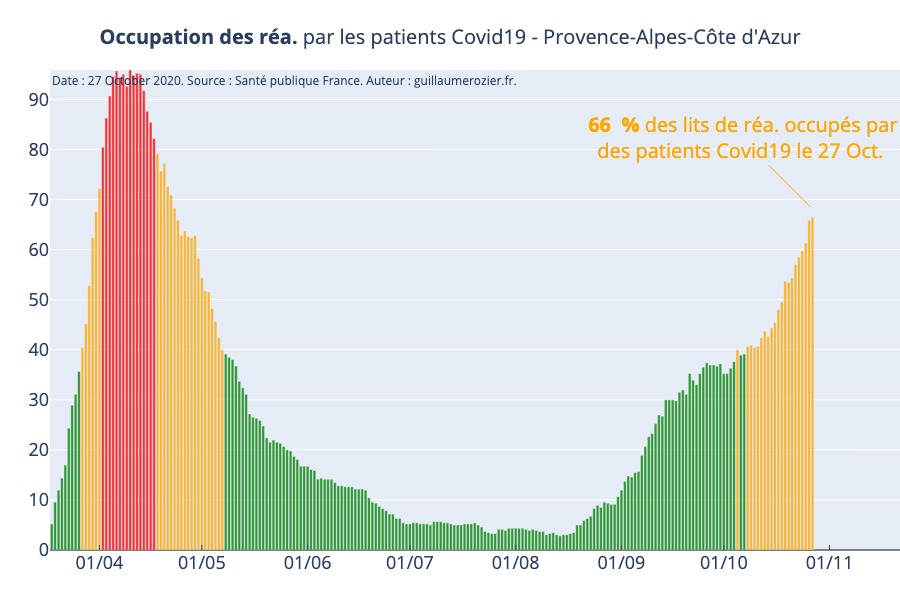 Occupation des réa. par les patients Covid19 - Provence-Alpes-Côte d'Azur
Date : 27 October 2020. Source : Santé publique France. Auteur : guillaumerozier.fr.
66 % des lits de réa. occupés par
des patients Covid19 le 27 Oct.
90
80
70
60
50
40
30
20
10
0
01/04 01/05 01/06 01/07 01/08 01/09 01/10 01/11